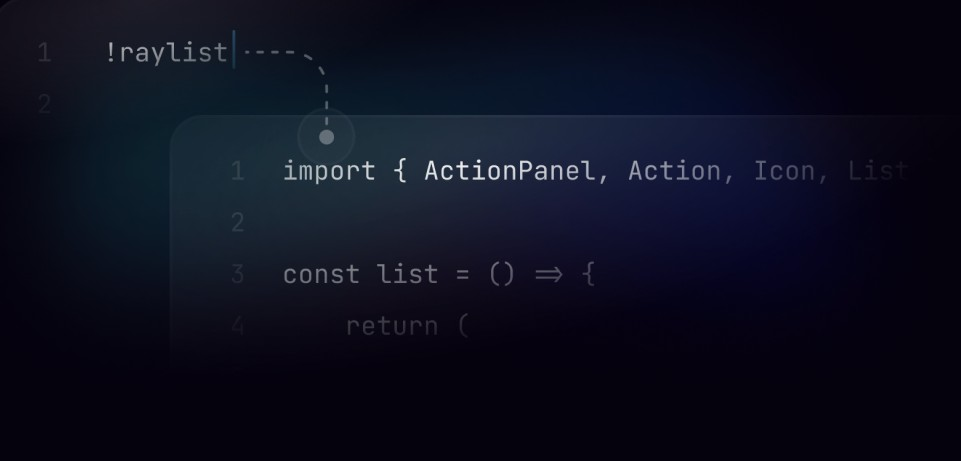 1 !raylist
2
1 import { ActionPanel, Action, Icon, List
2
3 const list = () => {
4 return (